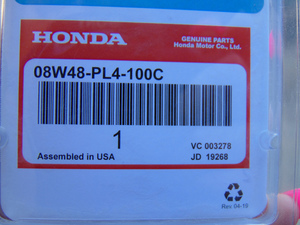 HONDA
GENUINE PARTS
Honda Motor Co., Ltd.
08W48-PL4-100C
1
VC 003278
Assembled in USA
JD 19268
Rev 04-16